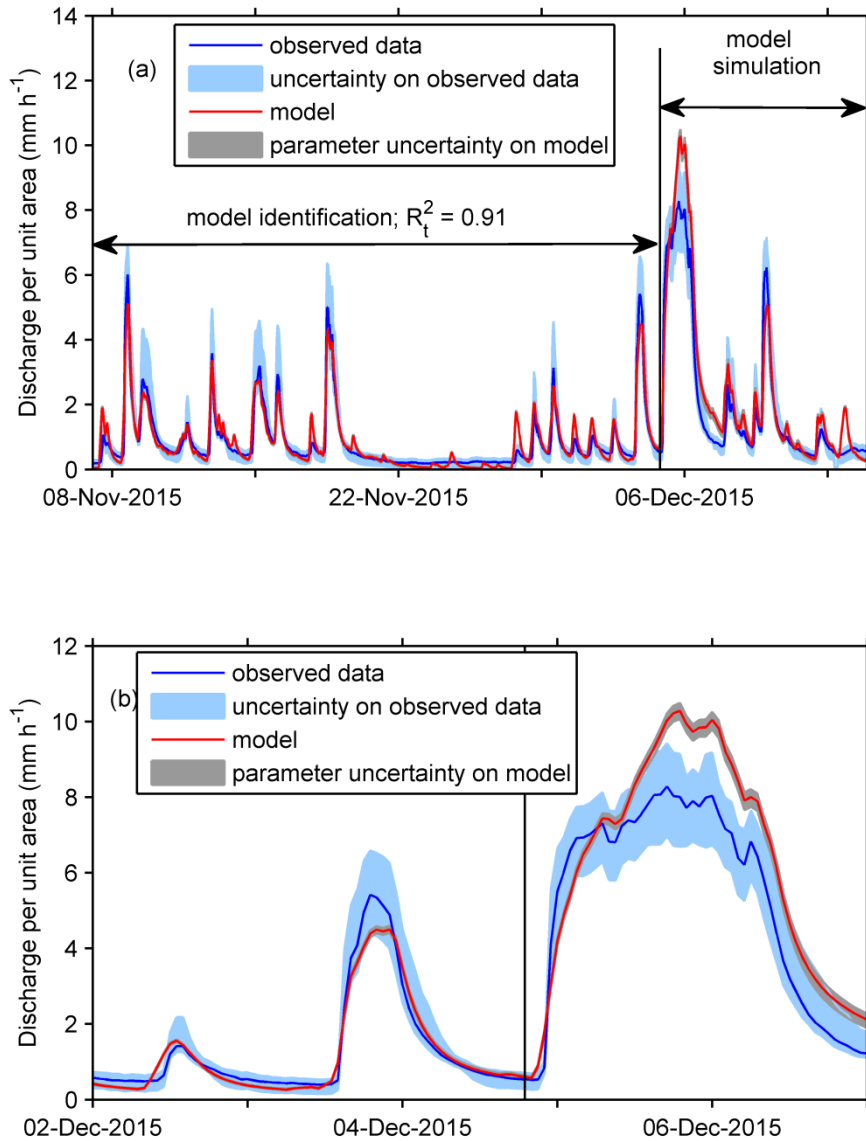 14
12
10
8
6
4
2
0
Discharge per unit area (mm h⁻¹)
(a)
observed data
uncertainty on observed data
model
parameter uncertainty on model
model
simulation
model identification; R_t^2 = 0.91
08-Nov-2015
22-Nov-2015
06-Dec-2015
12
10
8
6
4
2
0
Discharge per unit area (mm h⁻¹)
(b)
observed data
uncertainty on observed data
model
parameter uncertainty on model
02-Dec-2015
04-Dec-2015
06-Dec-2015